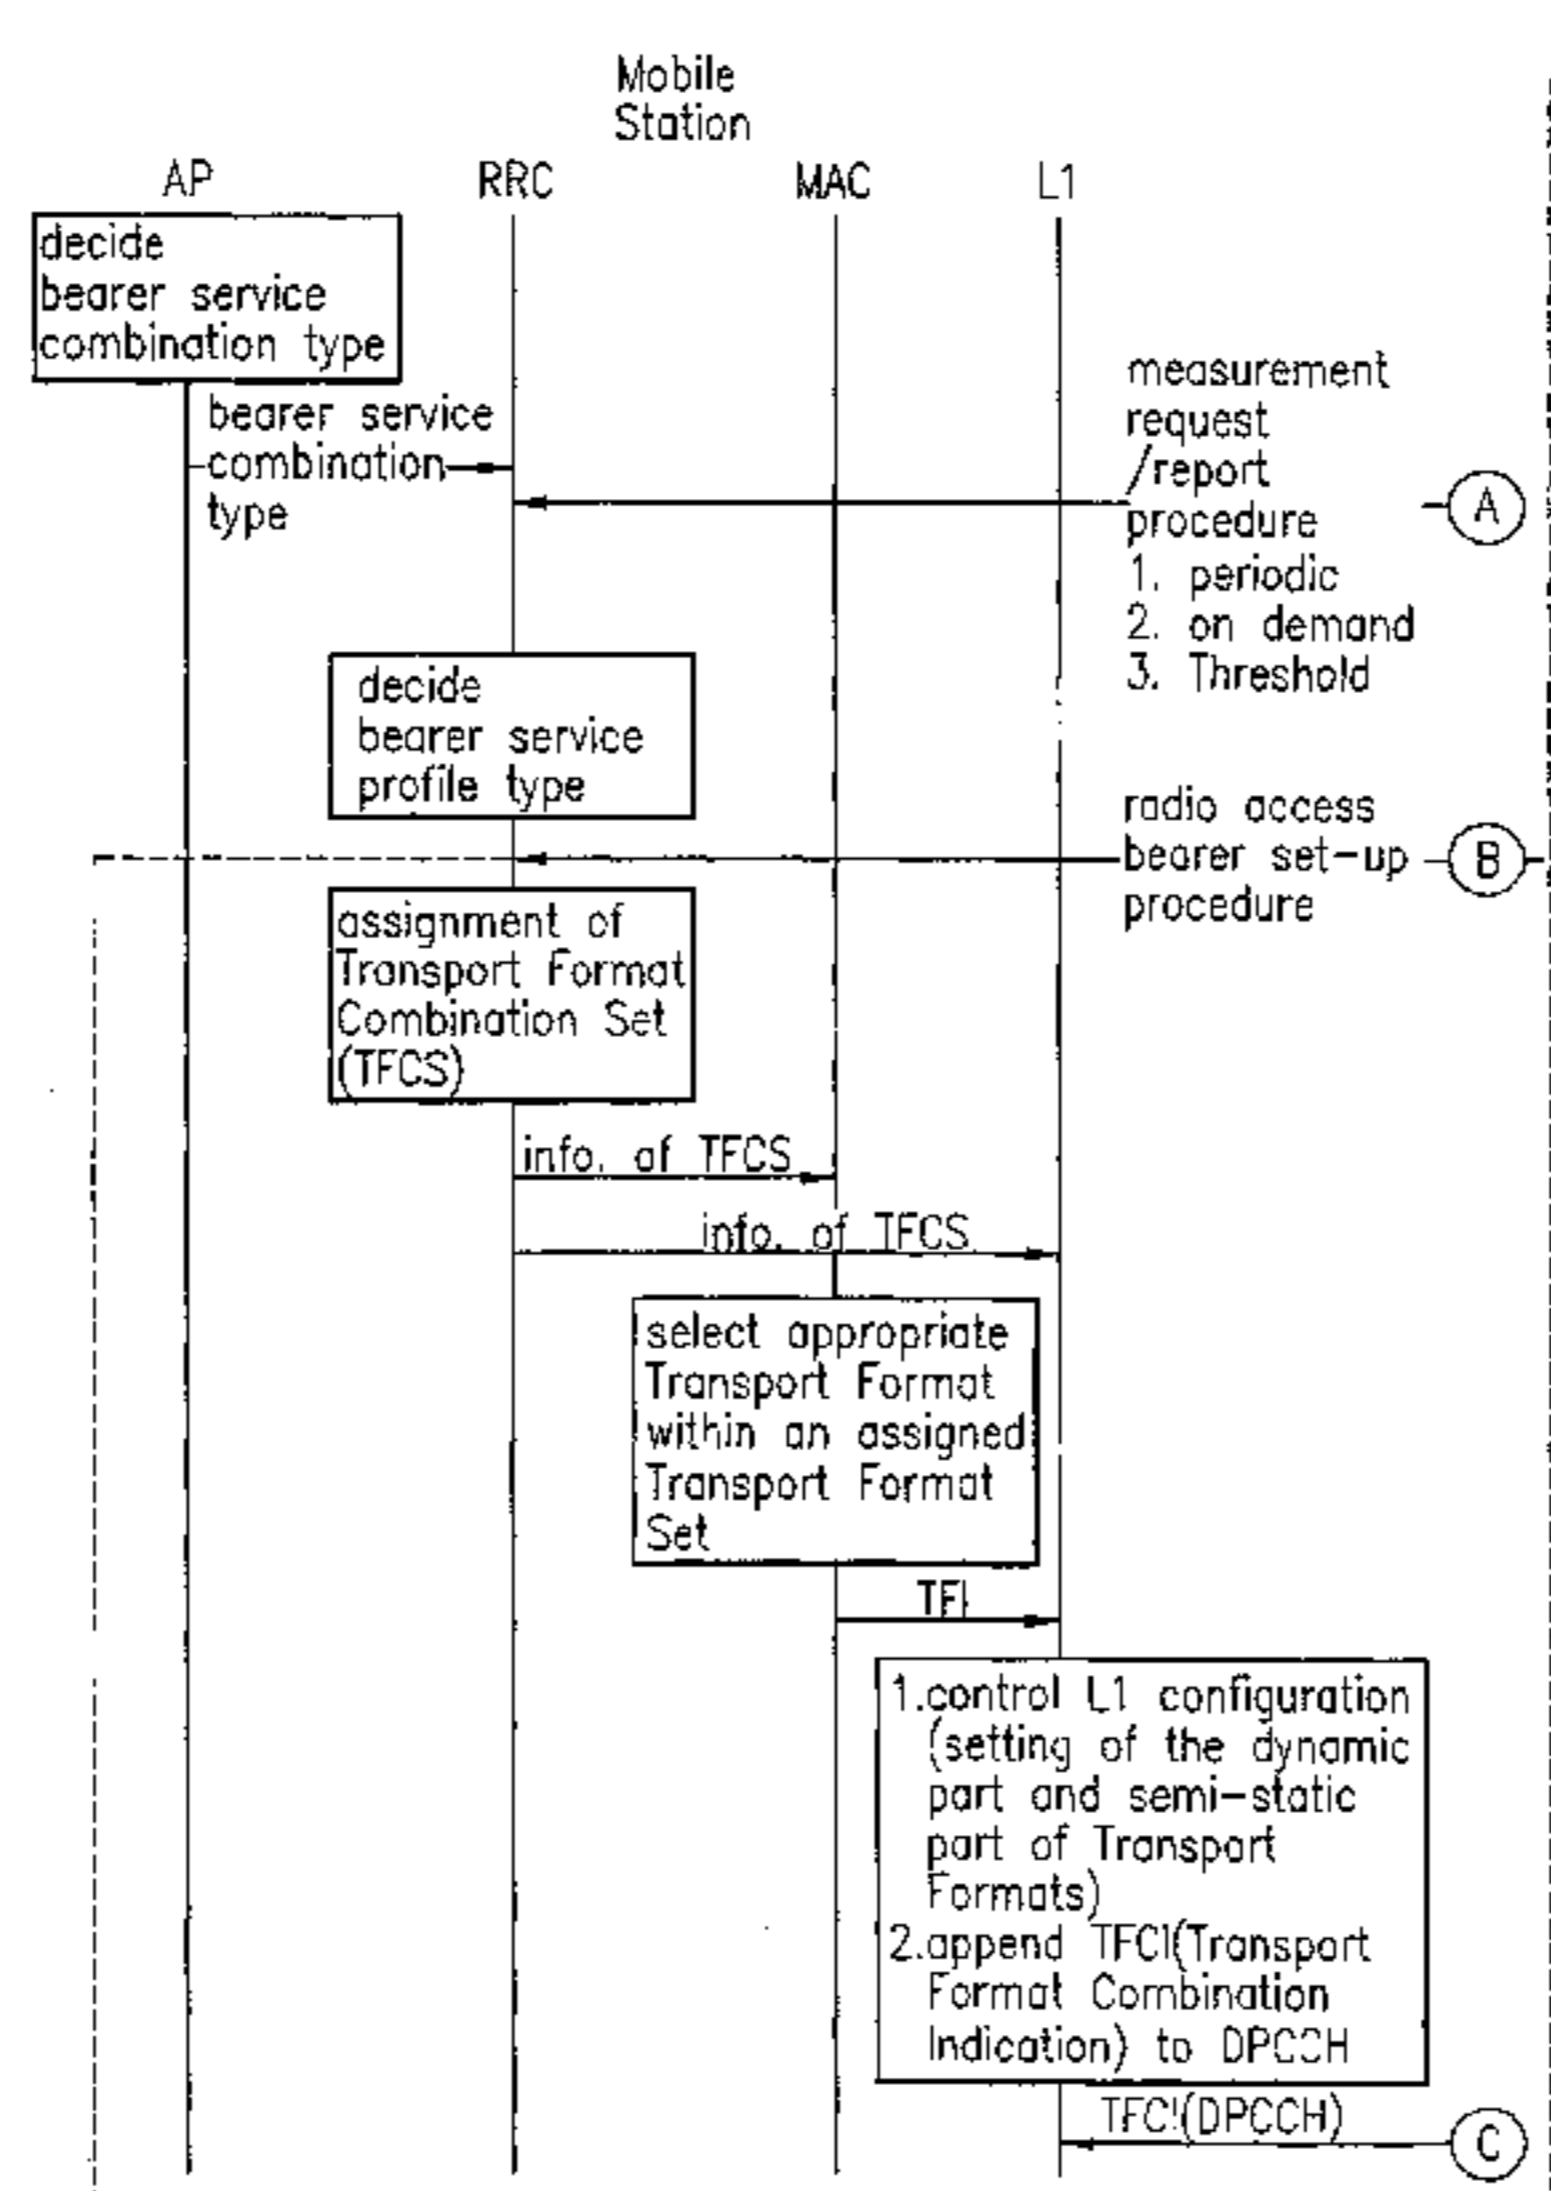 Mobile
Station
AP
RRC
MAC
L1
decide
bearer service
combination type
bearer service
combination
type
measurement
request
/report
procedure
1. periodic
2. on demand
3. Threshold
A
decide
bearer service
profile type
radio access
bearer set-up
procedure
B
assignment of
Transport Format
Combination Set
(TFCS)
info. of TFCS
info. of TFCS
select appropriate
Transport Format
within an assigned
Transport Format
Set
TFI
1.control L1 configuration
(setting of the dynamic
part and semi-static
part of Transport
Formats)
2.append TFCI(Transport
Format Combination
Indication) to DPCCH
TFCI(DPCCH)
C